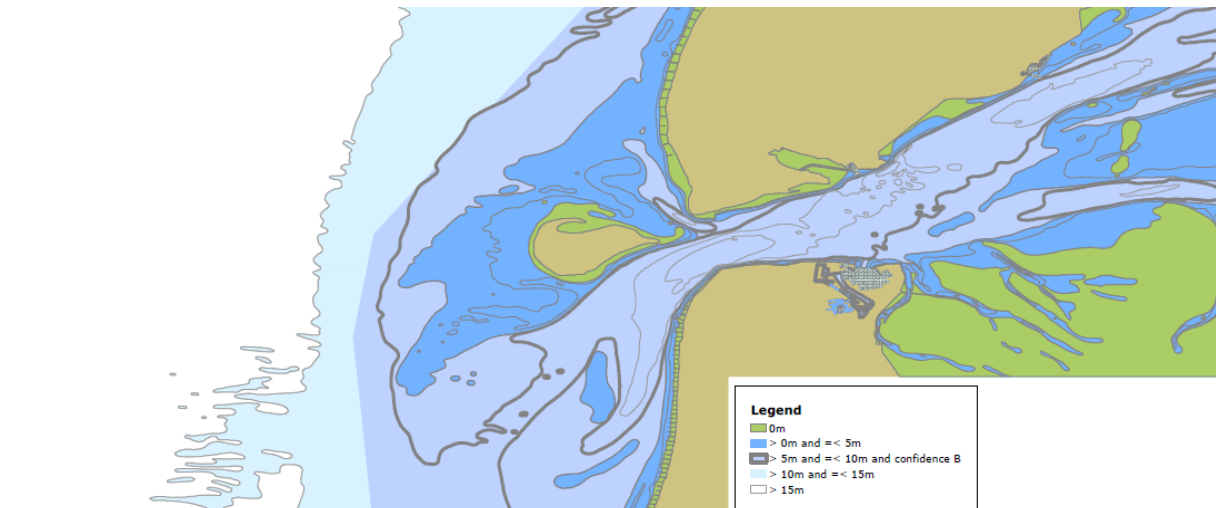 Legend
0m
> 0m and =< 5m
> 5m and =< 10m and confidence B
> 10m and =< 15m
> 15m